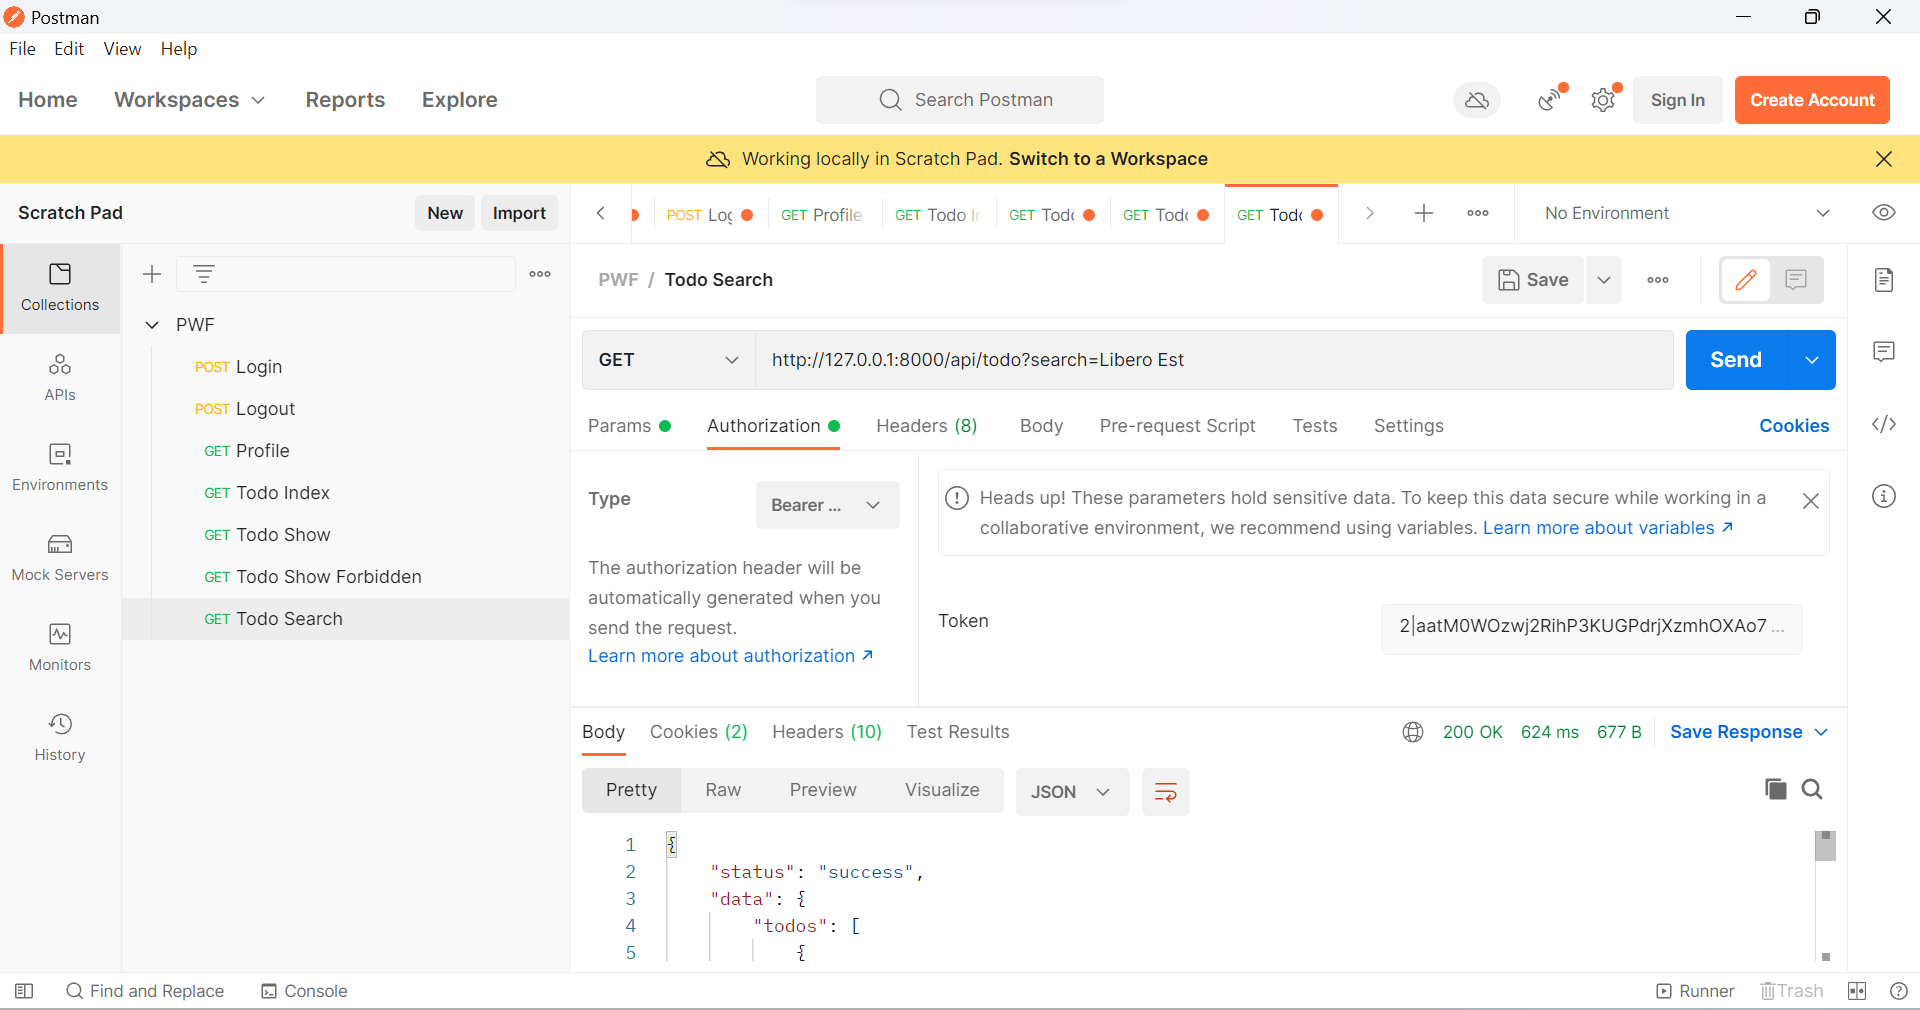 Postman
File Edit View Help
Home Workspaces Reports Explore
Search Postman
Sign In Create Account
Working locally in Scratch Pad. Switch to a Workspace
Scratch Pad New Import
POST Log GET Profile GET Todo In GET Todo GET Todo GET Todo
No Environment
Collections
APIs
Environments
Mock Servers
Monitors
History
PWF
POST Login
POST Logout
GET Profile
GET Todo Index
GET Todo Show
GET Todo Show Forbidden
GET Todo Search
PWF / Todo Search
Save
GET http://127.0.0.1:8000/api/todo?search=Libero Est
Send
Params Authorization Headers (8) Body Pre-request Script Tests Settings Cookies
Type Bearer ...
The authorization header will be
automatically generated when you
send the request.
Learn more about authorization ↗
Heads up! These parameters hold sensitive data. To keep this data secure while working in a
collaborative environment, we recommend using variables. Learn more about variables ↗
Token 2|aatM0WOzwj2RihP3KUGPdrjXzmhOXAo7 ...
Body Cookies (2) Headers (10) Test Results
200 OK 624 ms 677 B Save Response
Pretty Raw Preview Visualize JSON
1 {
2 "status": "success",
3 "data": {
4 "todos": [
5 {
Find and Replace Console
Runner Trash